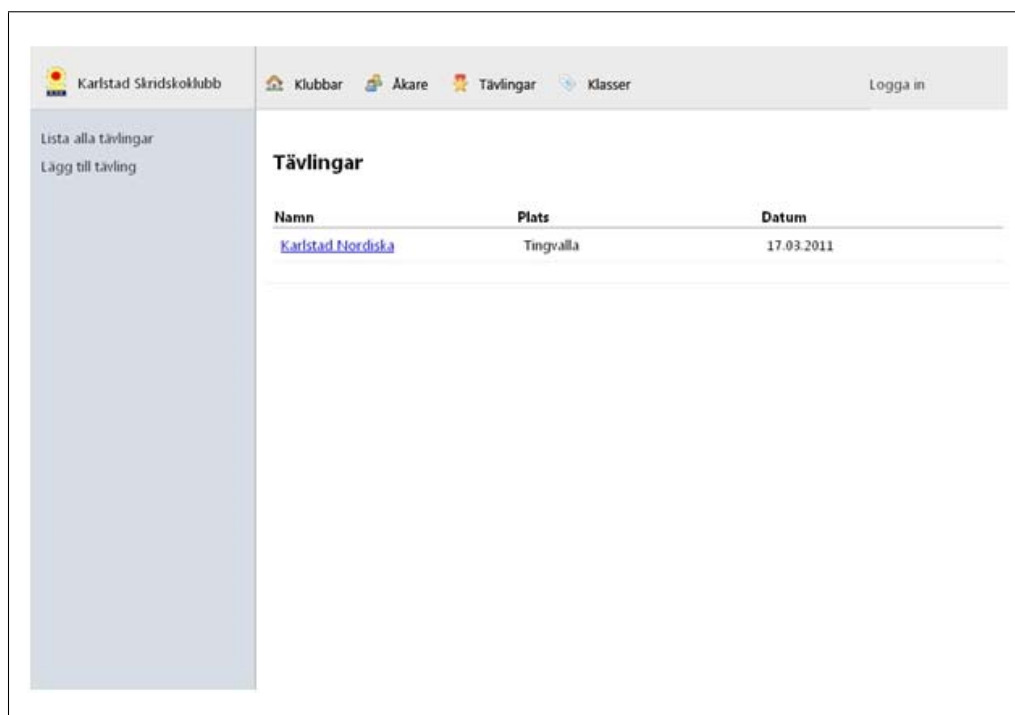 Karlstad Skridskoklubb
Klubbar Åkare Tävlingar Klasser Logga in
Lista alla tävlingar
Lägg till tävling
Tävlingar
Namn Plats Datum
Karlstad Nordiska Tingvalla 17.03.2011